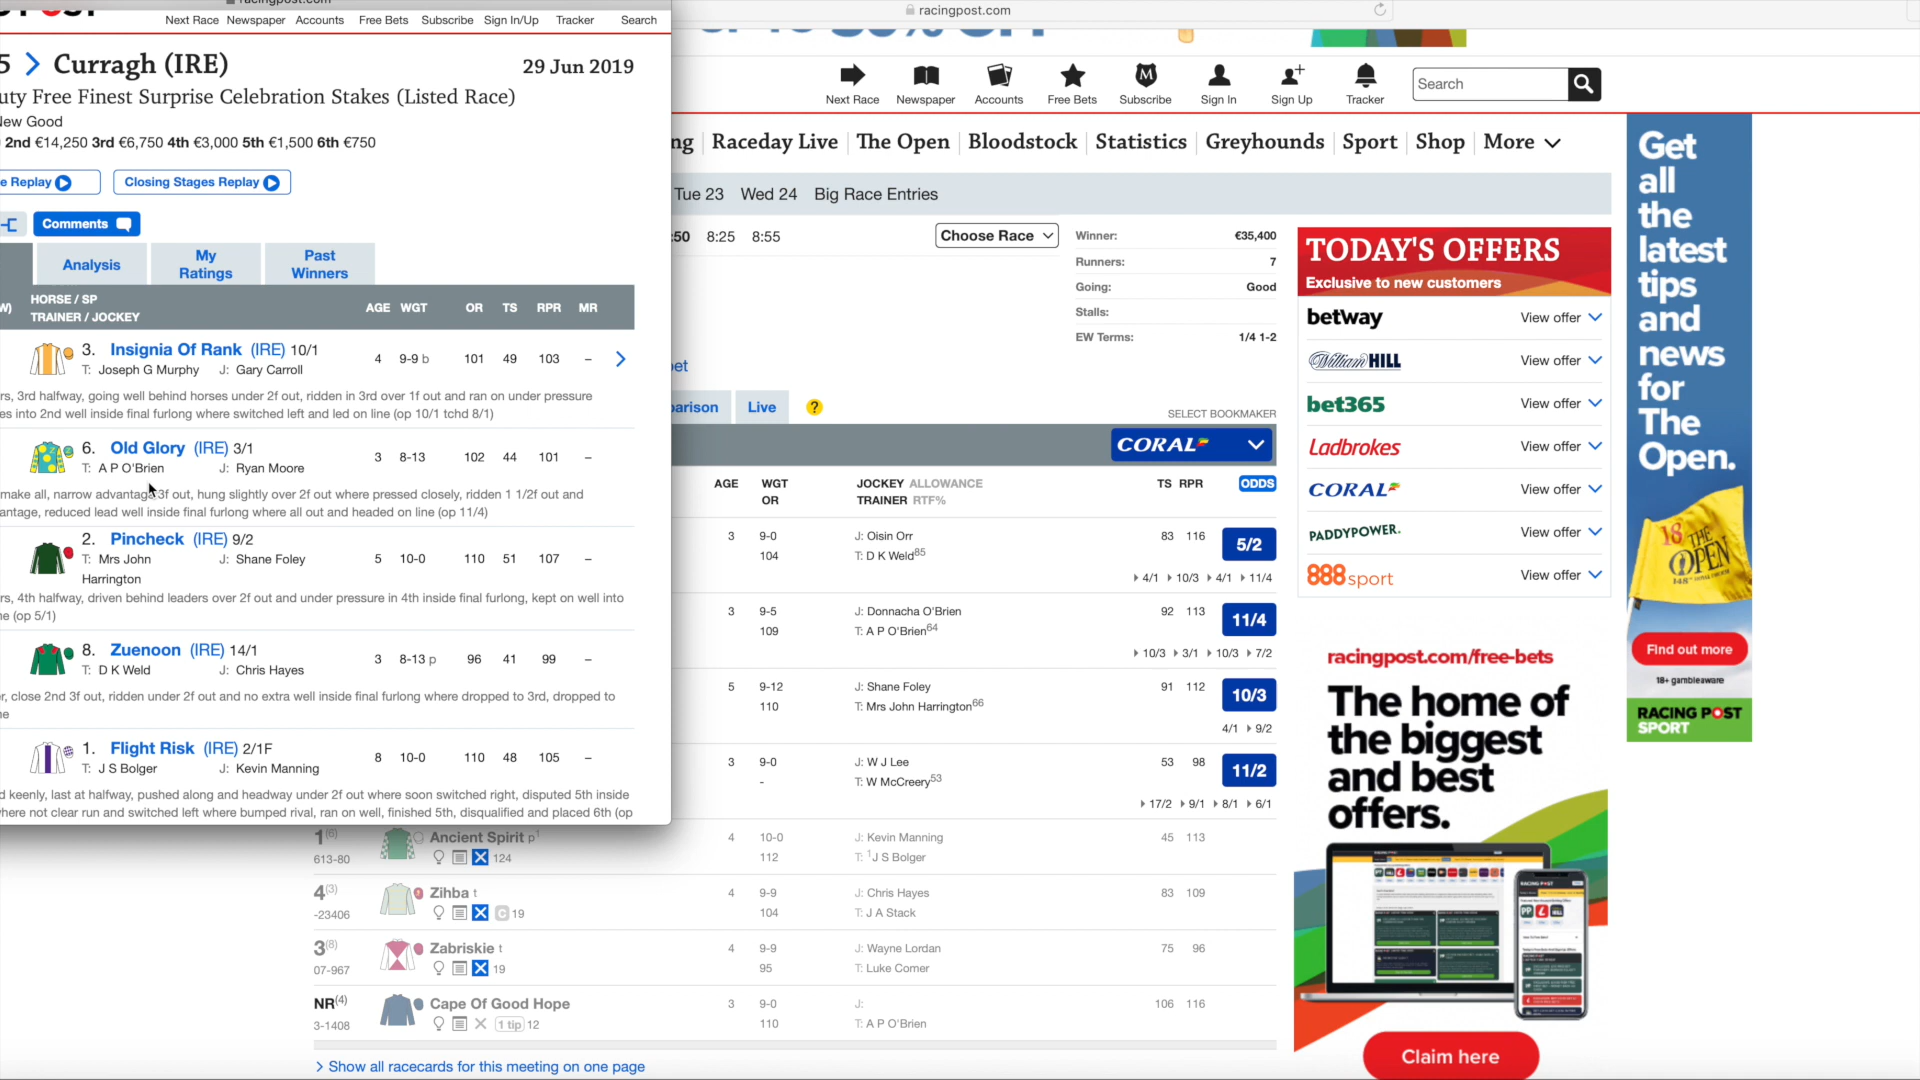 racingpost.com
Next Race Newspaper Accounts Free Bets Subscribe Sign In/Up Tracker Search
5 > Curragh (IRE) 29 Jun 2019
uty Free Finest Surprise Celebration Stakes (Listed Race)
New Good
2nd €14,250 3rd €6,750 4th €3,000 5th €1,500 6th €750
e Replay Closing Stages Replay
Comments
Analysis My Ratings Past Winners
W) HORSE / SP AGE WGT OR TS RPR MR
TRAINER / JOCKEY
3. Insignia Of Rank (IRE) 10/1 4 9-9 b 101 49 103 –
T: Joseph G Murphy J: Gary Carroll
rs, 3rd halfway, going well behind horses under 2f out, ridden in 3rd over 1f out and ran on under pressure
es into 2nd well inside final furlong where switched left and led on line (op 10/1 tchd 8/1)
6. Old Glory (IRE) 3/1 3 8-13 102 44 101 –
T: A P O'Brien J: Ryan Moore
make all, narrow advantage 3f out, hung slightly over 2f out where pressed closely, ridden 1 1/2f out and
antage, reduced lead well inside final furlong where all out and headed on line (op 11/4)
2. Pincheck (IRE) 9/2 5 10-0 110 51 107 –
T: Mrs John Harrington J: Shane Foley
rs, 4th halfway, driven behind leaders over 2f out and under pressure in 4th inside final furlong, kept on well into
ne (op 5/1)
8. Zuenoon (IRE) 14/1 3 8-13 p 96 41 99 –
T: D K Weld J: Chris Hayes
r, close 2nd 3f out, ridden under 2f out and no extra well inside final furlong where dropped to 3rd, dropped to
ne
1. Flight Risk (IRE) 2/1F 8 10-0 110 48 105 –
T: J S Bolger J: Kevin Manning
d keenly, last at halfway, pushed along and headway under 2f out where soon switched right, disputed 5th inside
where not clear run and switched left where bumped rival, ran on well, finished 5th, disqualified and placed 6th (op
racingpost.com
Next Race Newspaper Accounts Free Bets Subscribe Sign In Sign Up Tracker Search
ng Raceday Live The Open Bloodstock Statistics Greyhounds Sport Shop More
Tue 23 Wed 24 Big Race Entries
:50 8:25 8:55 Choose Race
Winner: €35,400
Runners: 7
Going: Good
Stalls:
EW Terms: 1/4 1-2
bet
parison Live ?
SELECT BOOKMAKER
CORAL
AGE WGT JOCKEY ALLOWANCE TS RPR ODDS
OR TRAINER RTF%
3 9-0 J: Oisin Orr 83 116 5/2
104 T: D K Weld85
4/1 10/3 4/1 11/4
3 9-5 J: Donnacha O'Brien 92 113 11/4
109 T: A P O'Brien64
10/3 3/1 10/3 7/2
5 9-12 J: Shane Foley 91 112 10/3
110 T: Mrs John Harrington66
4/1 9/2
3 9-0 J: W J Lee 53 98 11/2
- T: W McCreery53
17/2 9/1 8/1 6/1
1(6) Ancient Spirit p1 4 10-0 J: Kevin Manning 45 113
613-80 124 112 T: 1J S Bolger
4(3) Zihba t 4 9-9 J: Chris Hayes 83 109
-23406 C 19 104 T: J A Stack
3(8) Zabriskie t 4 9-9 J: Wayne Lordan 75 96
07-967 19 95 T: Luke Comer
NR(4) Cape Of Good Hope 3 9-0 J: 106 116
3-1408 1 tip 12 110 T: A P O'Brien
> Show all racecards for this meeting on one page
TODAY'S OFFERS
Exclusive to new customers
betway View offer
William HILL View offer
bet365 View offer
Ladbrokes View offer
CORAL View offer
PADDYPOWER. View offer
888sport View offer
racingpost.com/free-bets
The home of
the biggest
and best
offers.
Claim here
Get
all
the
latest
tips
and
news
for
The
Open.
18 THE OPEN
148TH
Find out more
18+ gambleaware
RACING POST
SPORT